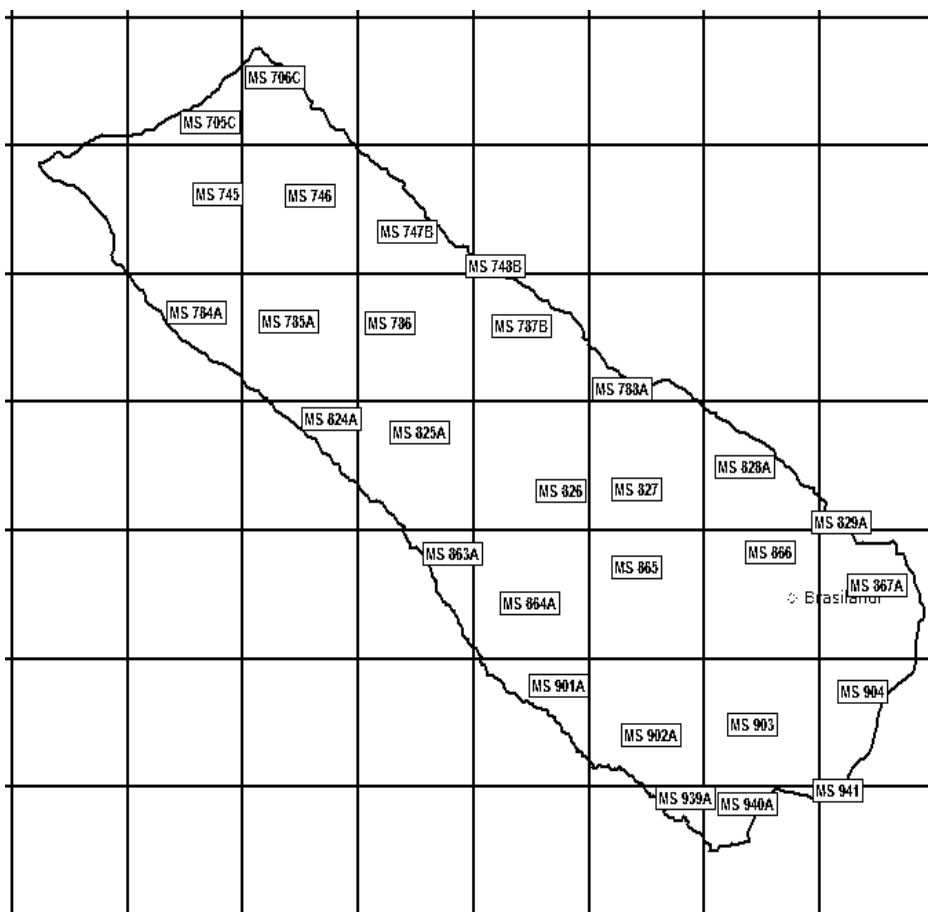 MS 706C
MS 705C
MS 745
MS 746
MS 747B
MS 748B
MS 784A
MS 785A
MS 786
MS 787B
MS 788A
MS 824A
MS 825A
MS 826
MS 827
MS 828A
MS 829A
MS 863A
MS 864A
MS 865
MS 866
MS 867A
Brasilandi
MS 901A
MS 902A
MS 903
MS 904
MS 939A
MS 940A
MS 941